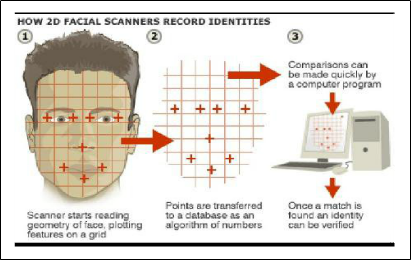 HOW 2D FACIAL SCANNERS RECORD IDENTITIES
1
2
3
Comparisons can
be made quickly by
a computer program
Scanner starts reading
geometry of face, plotting
features on a grid
Points are transferred
to a database as an
algorithm of numbers
Once a match is
found an identity
can be verified